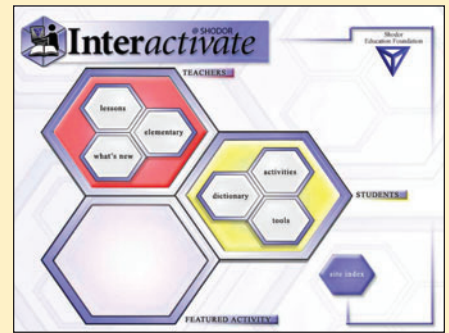 @ SHODOR
Interactivate
Shodor
Education Foundation
TEACHERS
lessons
elementary
what's new
activities
dictionary
tools
STUDENTS
site index
FEATURED ACTIVITY